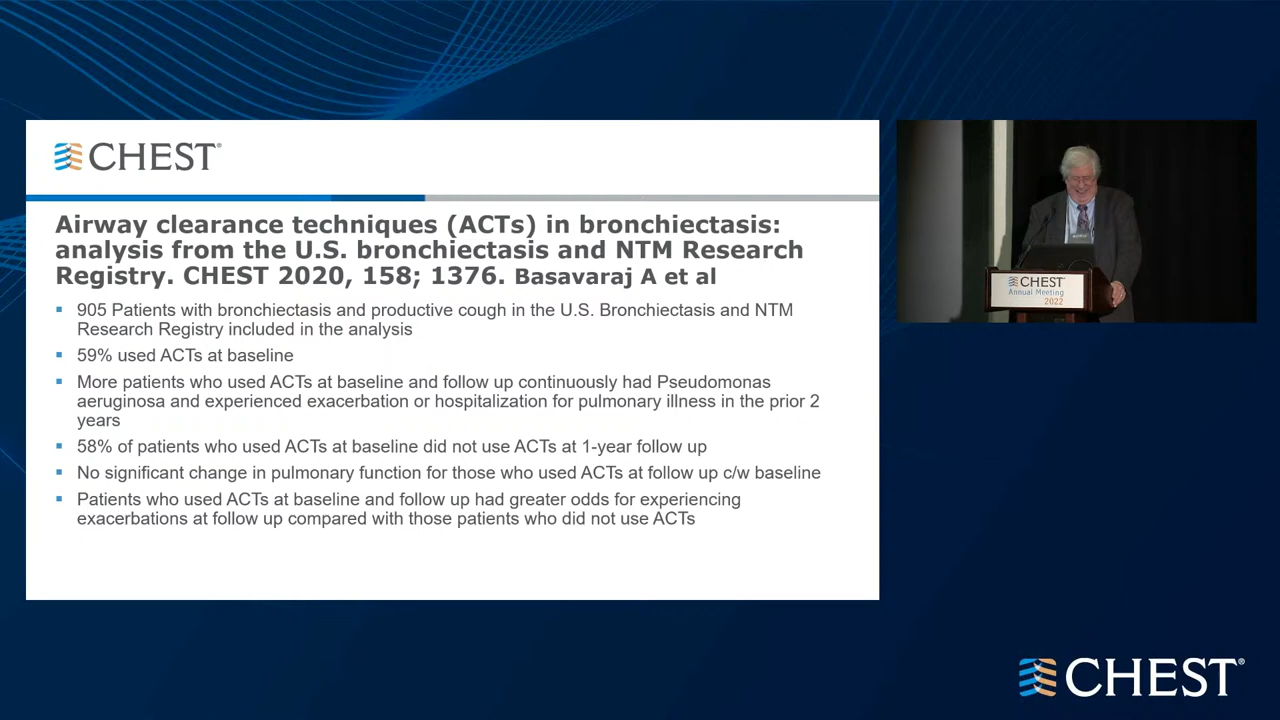 CHEST®
Airway clearance techniques (ACTs) in bronchiectasis:
analysis from the U.S. bronchiectasis and NTM Research
Registry. CHEST 2020, 158; 1376. Basavaraj A et al
▪ 905 Patients with bronchiectasis and productive cough in the U.S. Bronchiectasis and NTM
Research Registry included in the analysis
▪ 59% used ACTs at baseline
▪ More patients who used ACTs at baseline and follow up continuously had Pseudomonas
aeruginosa and experienced exacerbation or hospitalization for pulmonary illness in the prior 2
years
▪ 58% of patients who used ACTs at baseline did not use ACTs at 1-year follow up
▪ No significant change in pulmonary function for those who used ACTs at follow up c/w baseline
▪ Patients who used ACTs at baseline and follow up had greater odds for experiencing
exacerbations at follow up compared with those patients who did not use ACTs
CHEST
Annual Meeting
2022
CHEST®